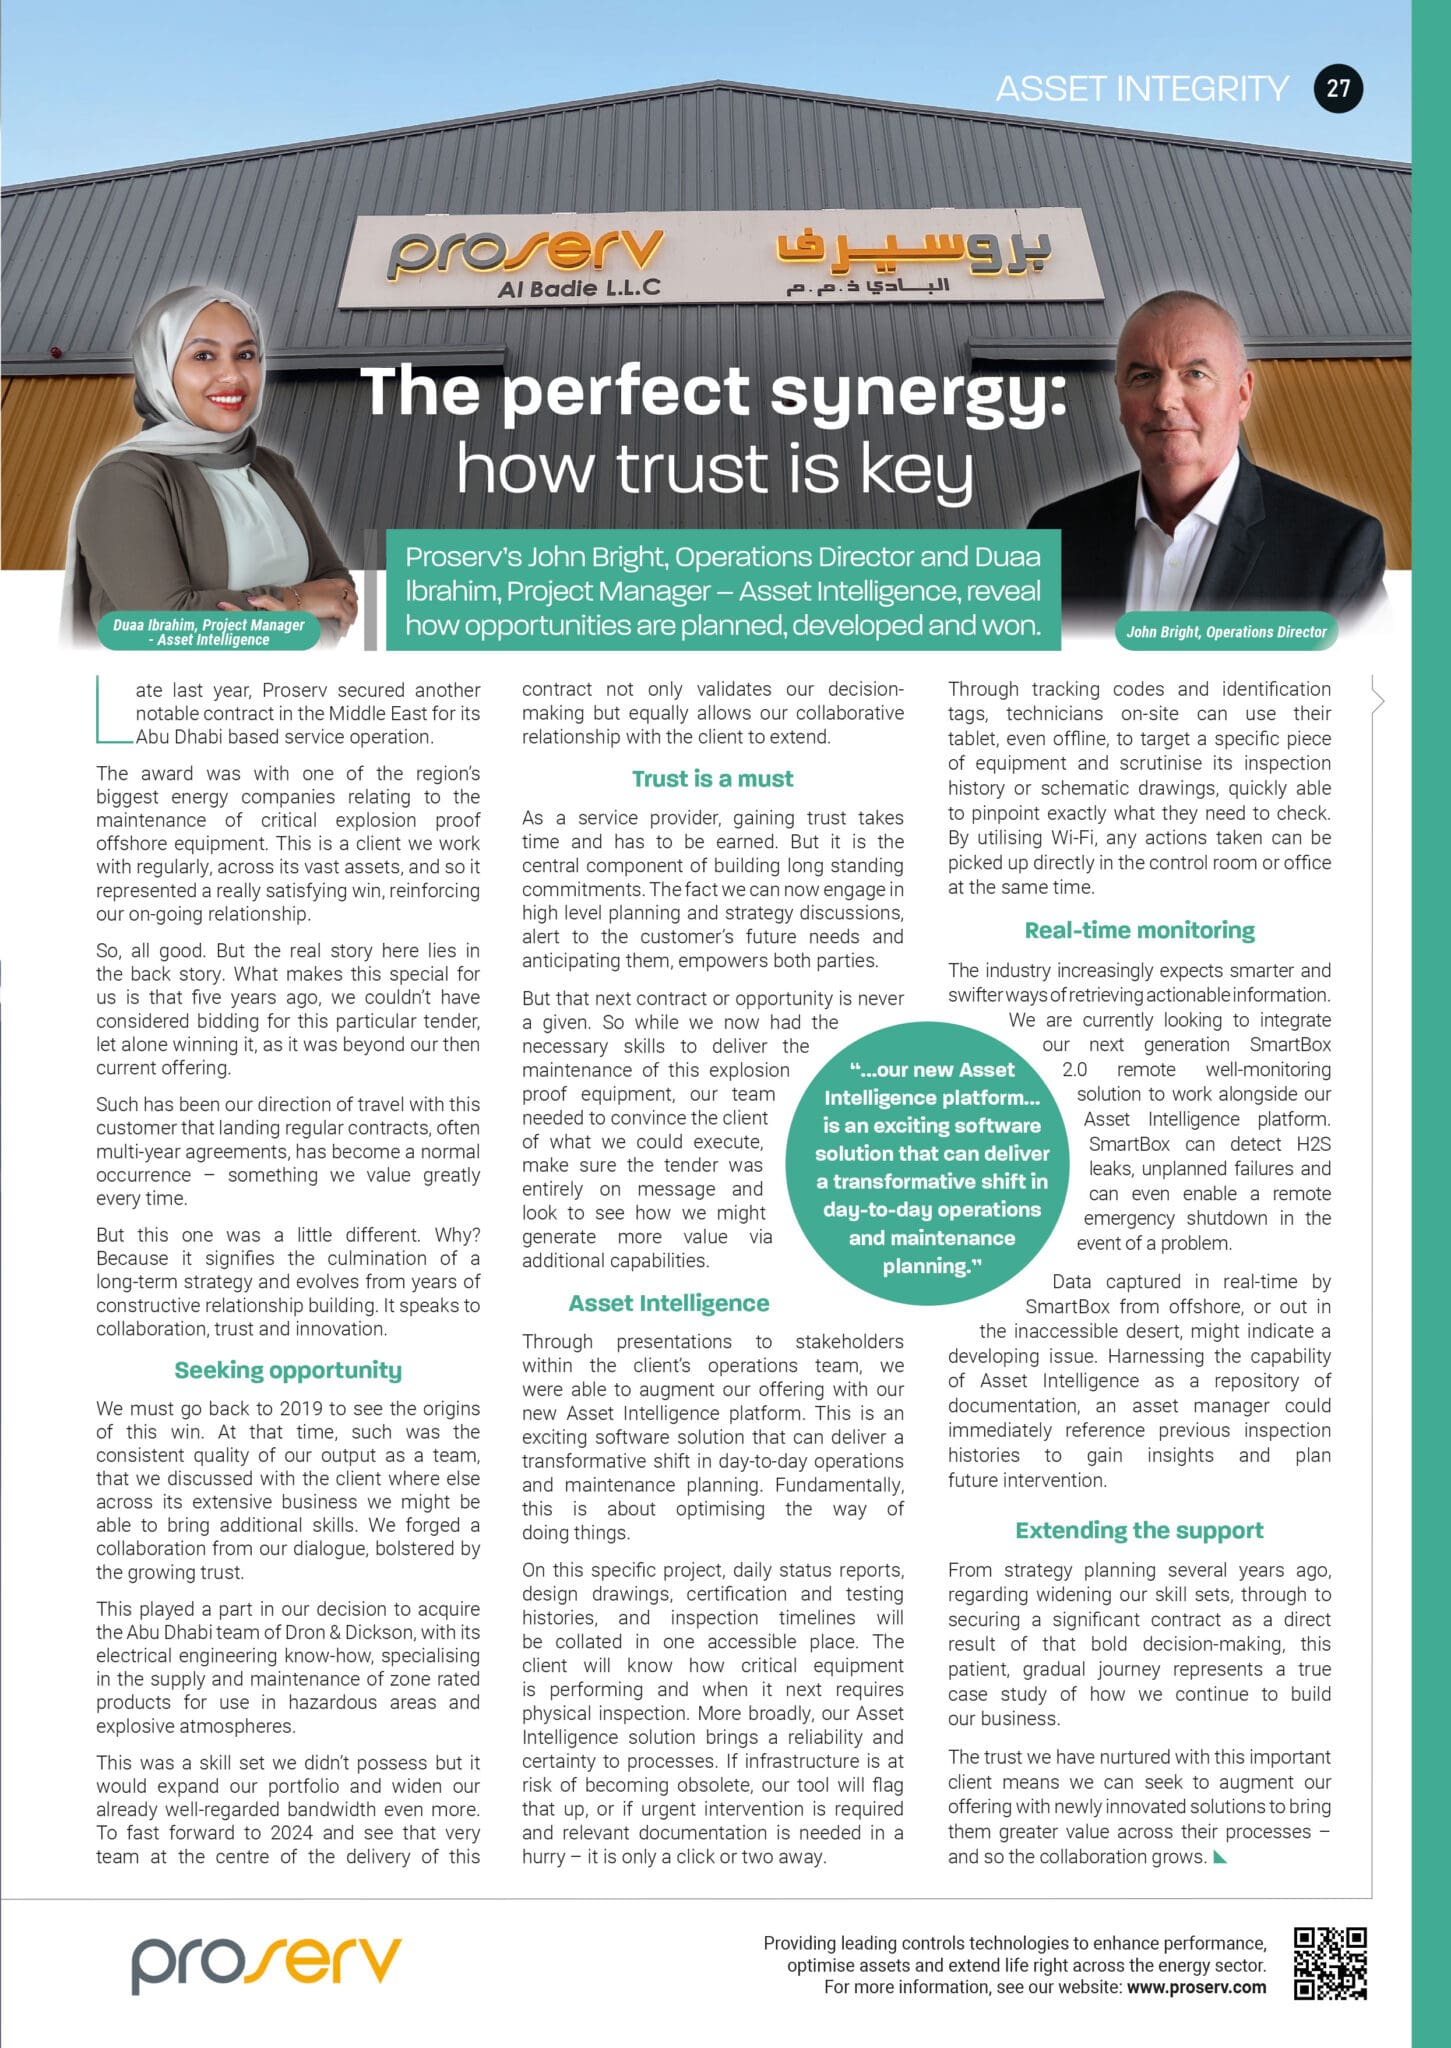 ASSET INTEGRITY 27
proserv
Al Badie L.L.C
بروسيرف
البادي ذ.م.م
The perfect synergy:
how trust is key
Proserv's John Bright, Operations Director and Duaa
Ibrahim, Project Manager – Asset Intelligence, reveal
how opportunities are planned, developed and won.
Duaa Ibrahim, Project Manager
- Asset Intelligence
John Bright, Operations Director
Late last year, Proserv secured another
notable contract in the Middle East for its
Abu Dhabi based service operation.
The award was with one of the region's
biggest energy companies relating to the
maintenance of critical explosion proof
offshore equipment. This is a client we work
with regularly, across its vast assets, and so it
represented a really satisfying win, reinforcing
our on-going relationship.
So, all good. But the real story here lies in
the back story. What makes this special for
us is that five years ago, we couldn't have
considered bidding for this particular tender,
let alone winning it, as it was beyond our then
current offering.
Such has been our direction of travel with this
customer that landing regular contracts, often
multi-year agreements, has become a normal
occurrence – something we value greatly
every time.
But this one was a little different. Why?
Because it signifies the culmination of a
long-term strategy and evolves from years of
constructive relationship building. It speaks to
collaboration, trust and innovation.
Seeking opportunity
We must go back to 2019 to see the origins
of this win. At that time, such was the
consistent quality of our output as a team,
that we discussed with the client where else
across its extensive business we might be
able to bring additional skills. We forged a
collaboration from our dialogue, bolstered by
the growing trust.
This played a part in our decision to acquire
the Abu Dhabi team of Dron & Dickson, with its
electrical engineering know-how, specialising
in the supply and maintenance of zone rated
products for use in hazardous areas and
explosive atmospheres.
This was a skill set we didn't possess but it
would expand our portfolio and widen our
already well-regarded bandwidth even more.
To fast forward to 2024 and see that very
team at the centre of the delivery of this
contract not only validates our decision-
making but equally allows our collaborative
relationship with the client to extend.
Trust is a must
As a service provider, gaining trust takes
time and has to be earned. But it is the
central component of building long standing
commitments. The fact we can now engage in
high level planning and strategy discussions,
alert to the customer's future needs and
anticipating them, empowers both parties.
But that next contract or opportunity is never
a given. So while we now had the
necessary skills to deliver the
maintenance of this explosion
proof equipment, our team
needed to convince the client
of what we could execute,
make sure the tender was
entirely on message and
look to see how we might
generate more value via
additional capabilities.
Asset Intelligence
Through presentations to stakeholders
within the client's operations team, we
were able to augment our offering with our
new Asset Intelligence platform. This is an
exciting software solution that can deliver a
transformative shift in day-to-day operations
and maintenance planning. Fundamentally,
this is about optimising the way of
doing things.
On this specific project, daily status reports,
design drawings, certification and testing
histories, and inspection timelines will
be collated in one accessible place. The
client will know how critical equipment
is performing and when it next requires
physical inspection. More broadly, our Asset
Intelligence solution brings a reliability and
certainty to processes. If infrastructure is at
risk of becoming obsolete, our tool will flag
that up, or if urgent intervention is required
and relevant documentation is needed in a
hurry – it is only a click or two away.
"...our new Asset
Intelligence platform...
is an exciting software
solution that can deliver
a transformative shift in
day-to-day operations
and maintenance
planning."
Through tracking codes and identification
tags, technicians on-site can use their
tablet, even offline, to target a specific piece
of equipment and scrutinise its inspection
history or schematic drawings, quickly able
to pinpoint exactly what they need to check.
By utilising Wi-Fi, any actions taken can be
picked up directly in the control room or office
at the same time.
Real-time monitoring
The industry increasingly expects smarter and
swifter ways of retrieving actionable information.
We are currently looking to integrate
our next generation SmartBox
2.0 remote well-monitoring
solution to work alongside our
Asset Intelligence platform.
SmartBox can detect H2S
leaks, unplanned failures and
can even enable a remote
emergency shutdown in the
event of a problem.
Data captured in real-time by
SmartBox from offshore, or out in
the inaccessible desert, might indicate a
developing issue. Harnessing the capability
of Asset Intelligence as a repository of
documentation, an asset manager could
immediately reference previous inspection
histories to gain insights and plan
future intervention.
Extending the support
From strategy planning several years ago,
regarding widening our skill sets, through to
securing a significant contract as a direct
result of that bold decision-making, this
patient, gradual journey represents a true
case study of how we continue to build
our business.
The trust we have nurtured with this important
client means we can seek to augment our
offering with newly innovated solutions to bring
them greater value across their processes –
and so the collaboration grows.
proserv
Providing leading controls technologies to enhance performance,
optimise assets and extend life right across the energy sector.
For more information, see our website: www.proserv.com